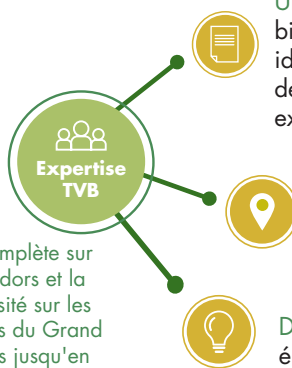 U
bi
id
de
ex
Expertise
TVB
mplète sur
dors et la
sité sur les
s du Grand
s jusqu'en
D
é